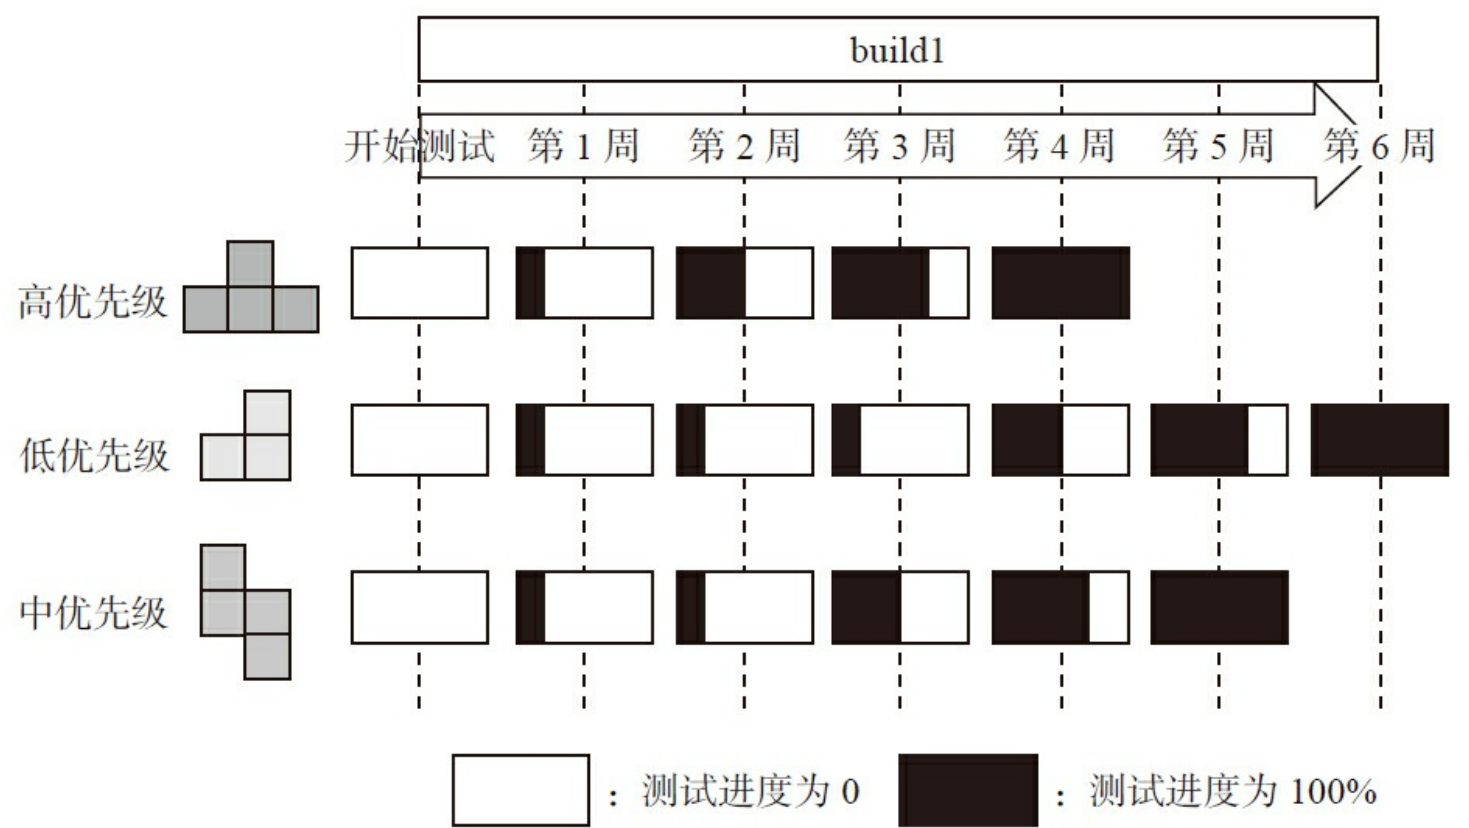 build1
开始测试 第 1 周 第 2 周 第 3 周 第 4 周 第 5 周 第 6 周
高优先级
低优先级
中优先级
：测试进度为 0 ：测试进度为 100%